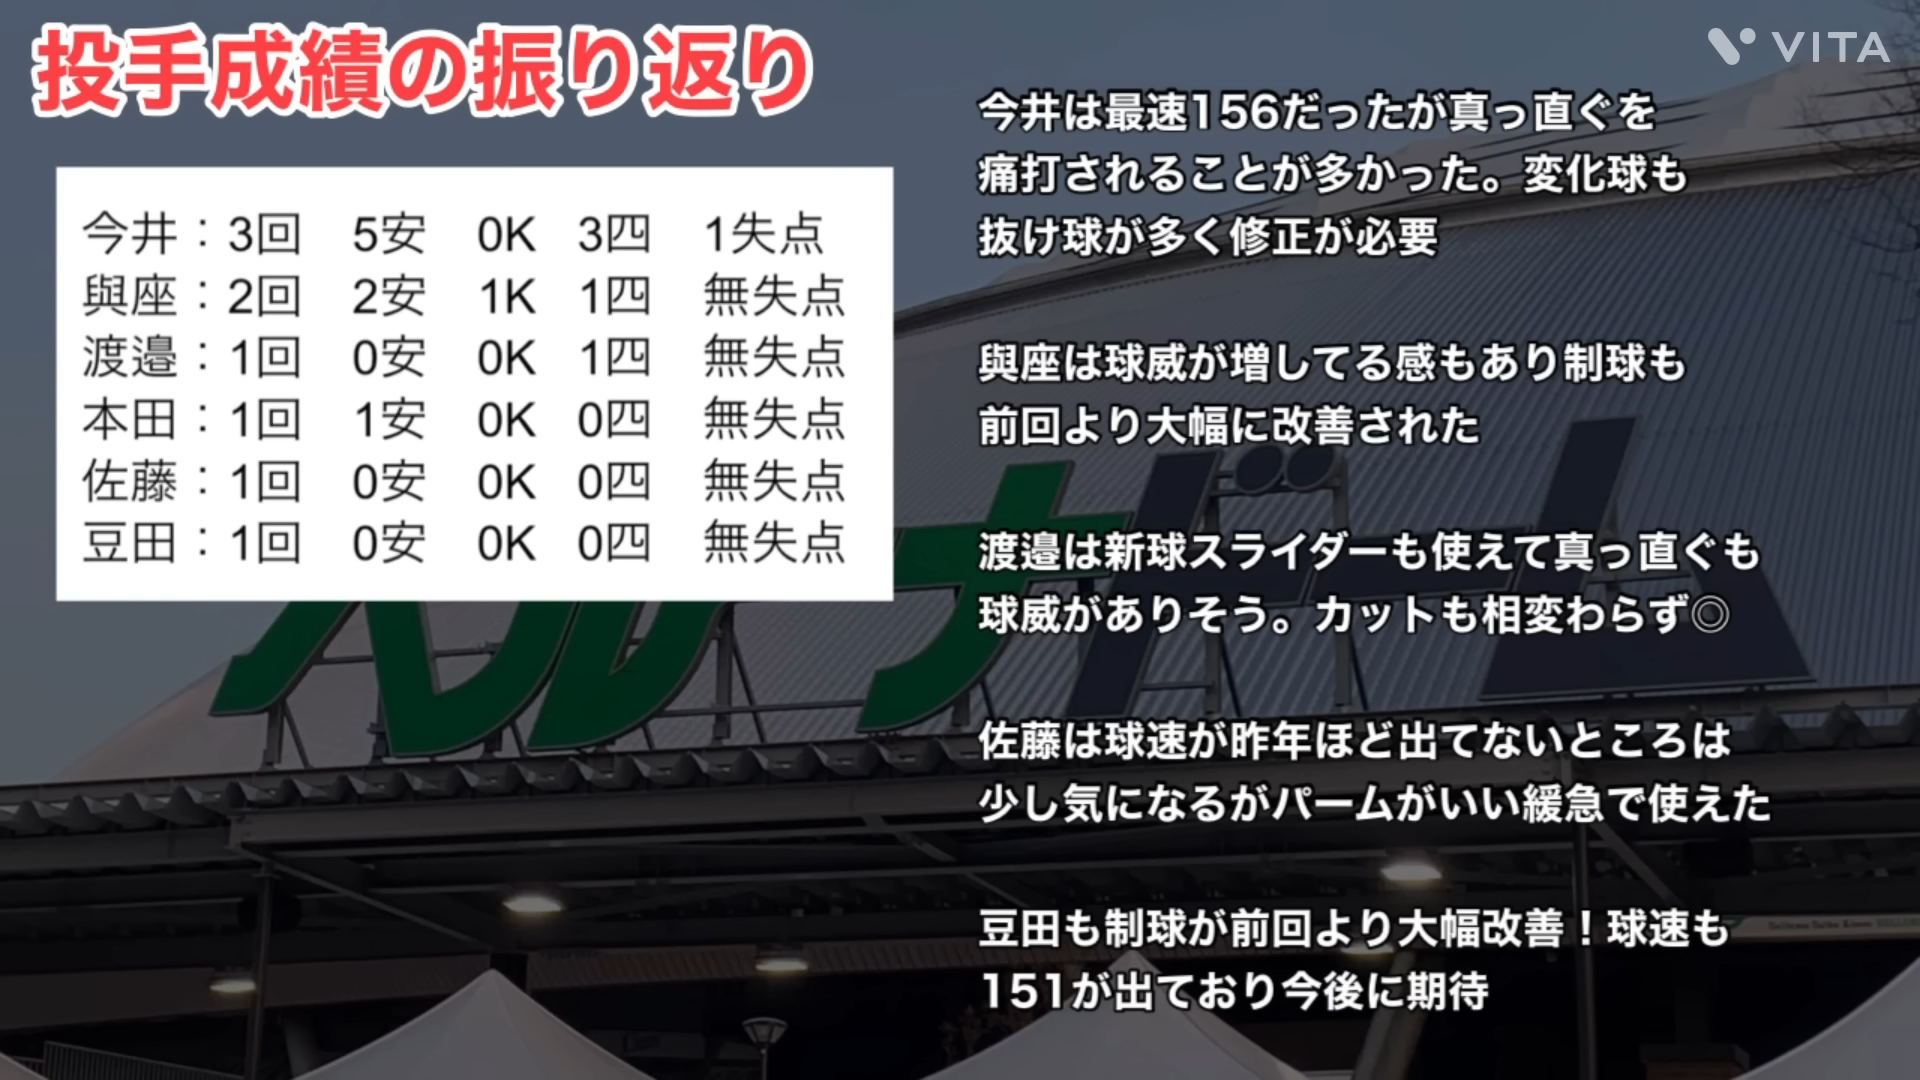 投手成績の振り返り
VITA
今井：3回 5安 0K 3四 1失点
與座：2回 2安 1K 1四 無失点
渡邉：1回 0安 0K 1四 無失点
本田：1回 1安 0K 0四 無失点
佐藤：1回 0安 0K 0四 無失点
豆田：1回 0安 0K 0四 無失点
今井は最速156だったが真っ直ぐを
痛打されることが多かった。変化球も
抜け球が多く修正が必要
與座は球威が増してる感もあり制球も
前回より大幅に改善された
渡邉は新球スライダーも使えて真っ直ぐも
球威がありそう。カットも相変わらず◎
佐藤は球速が昨年ほど出てないところは
少し気になるがパームがいい緩急で使えた
豆田も制球が前回より大幅改善！球速も
151が出ており今後に期待
ベルーナドーム